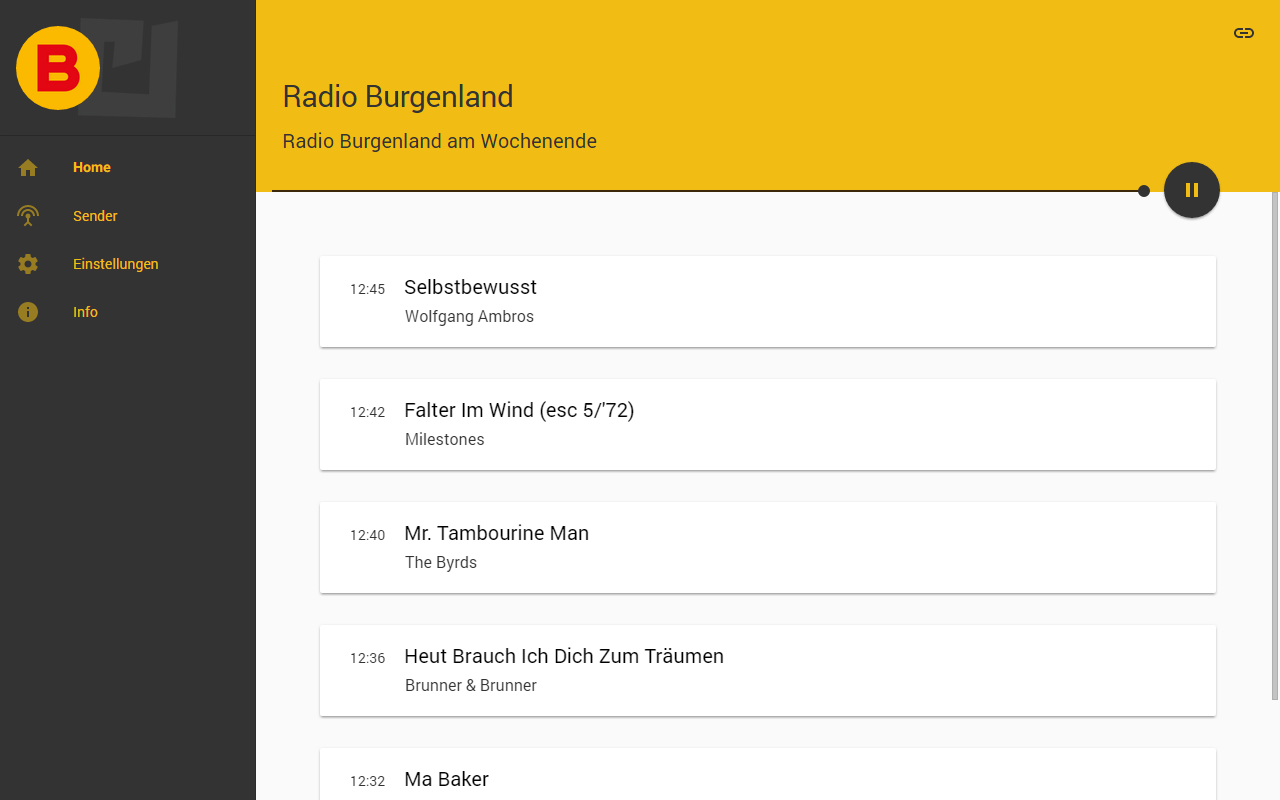 B
Home
Sender
Einstellungen
Info
Radio Burgenland
Radio Burgenland am Wochenende
12:45 Selbstbewusst
Wolfgang Ambros
12:42 Falter Im Wind (esc 5/'72)
Milestones
12:40 Mr. Tambourine Man
The Byrds
12:36 Heut Brauch Ich Dich Zum Träumen
Brunner & Brunner
12:32 Ma Baker